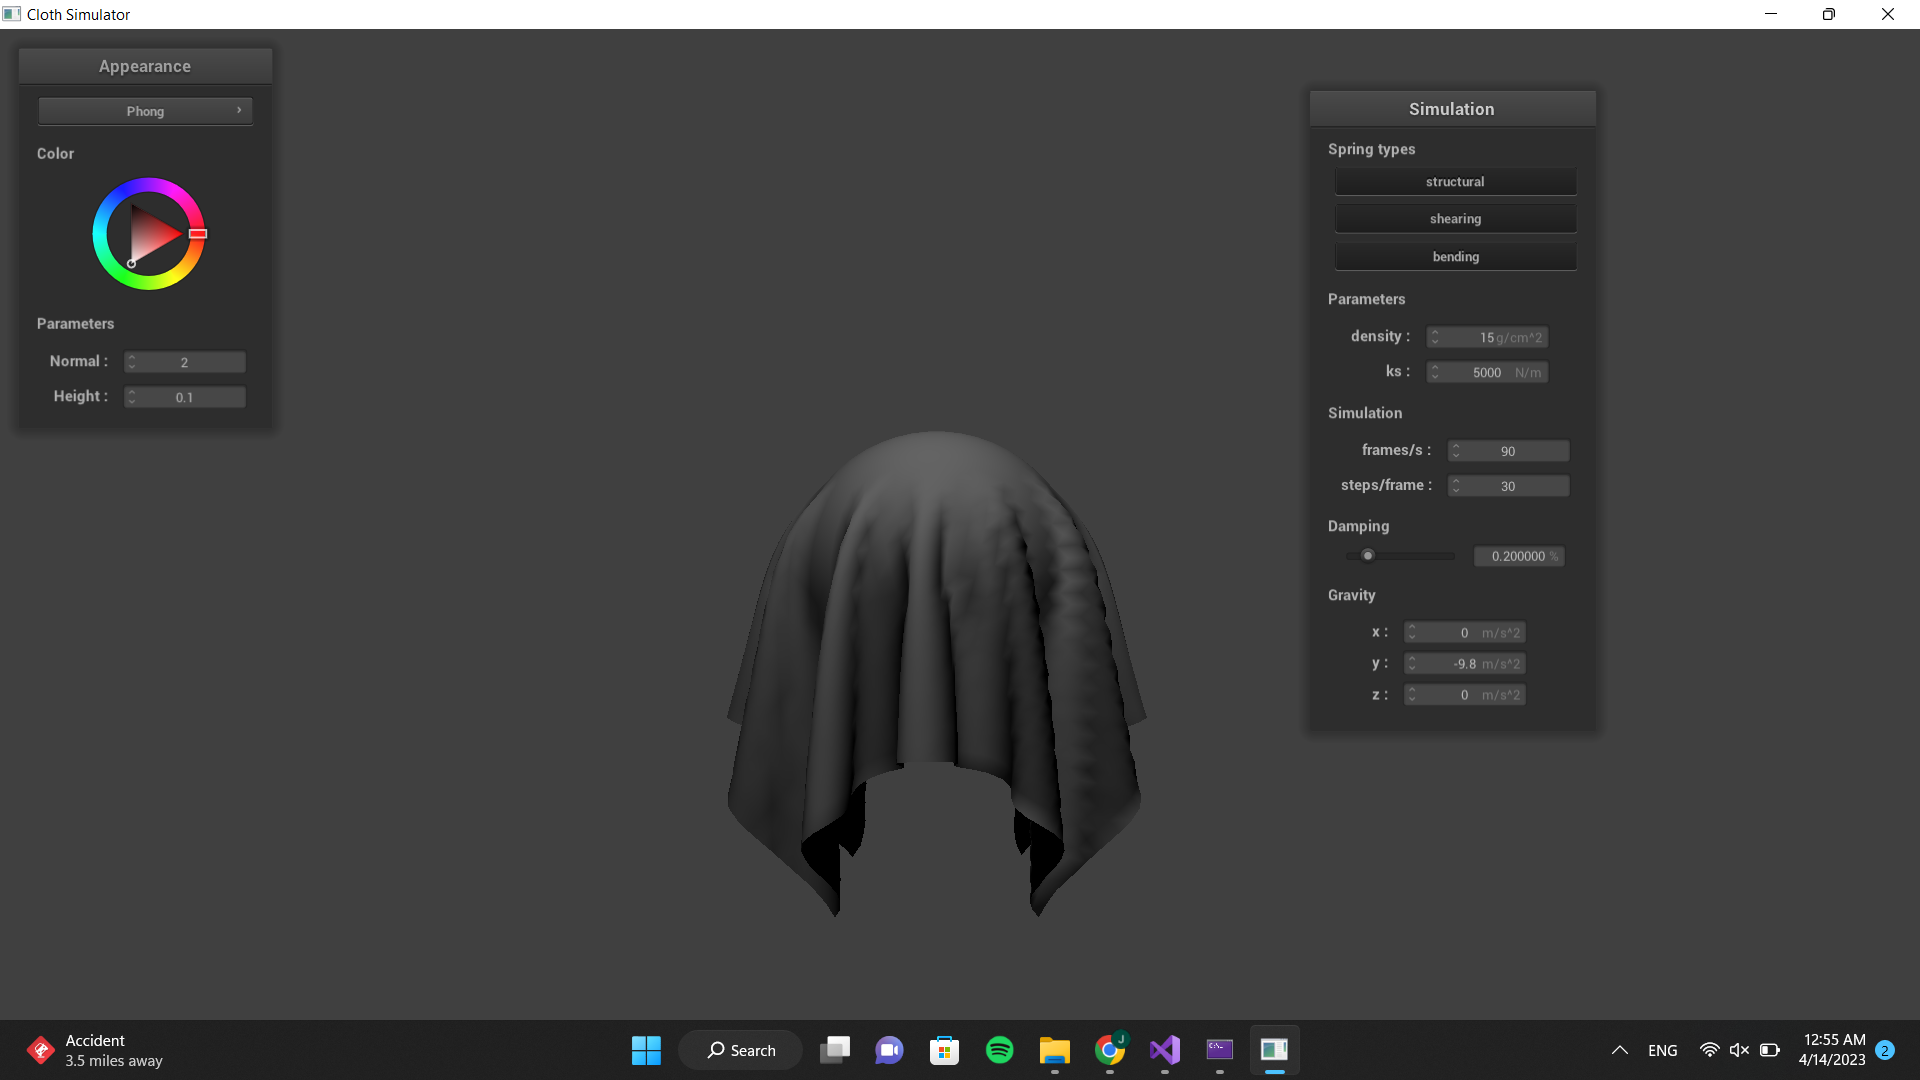 Cloth Simulator
Appearance
Phong
Color
Parameters
Normal : 2
Height : 0.1
Simulation
Spring types
structural
shearing
bending
Parameters
density : 15 g/cm^2
ks : 5000 N/m
Simulation
frames/s : 90
steps/frame : 30
Damping
0.200000 %
Gravity
x : 0 m/s^2
y : -9.8 m/s^2
z : 0 m/s^2
Accident
3.5 miles away
Search
J
C:\_
ENG
12:55 AM
4/14/2023
2